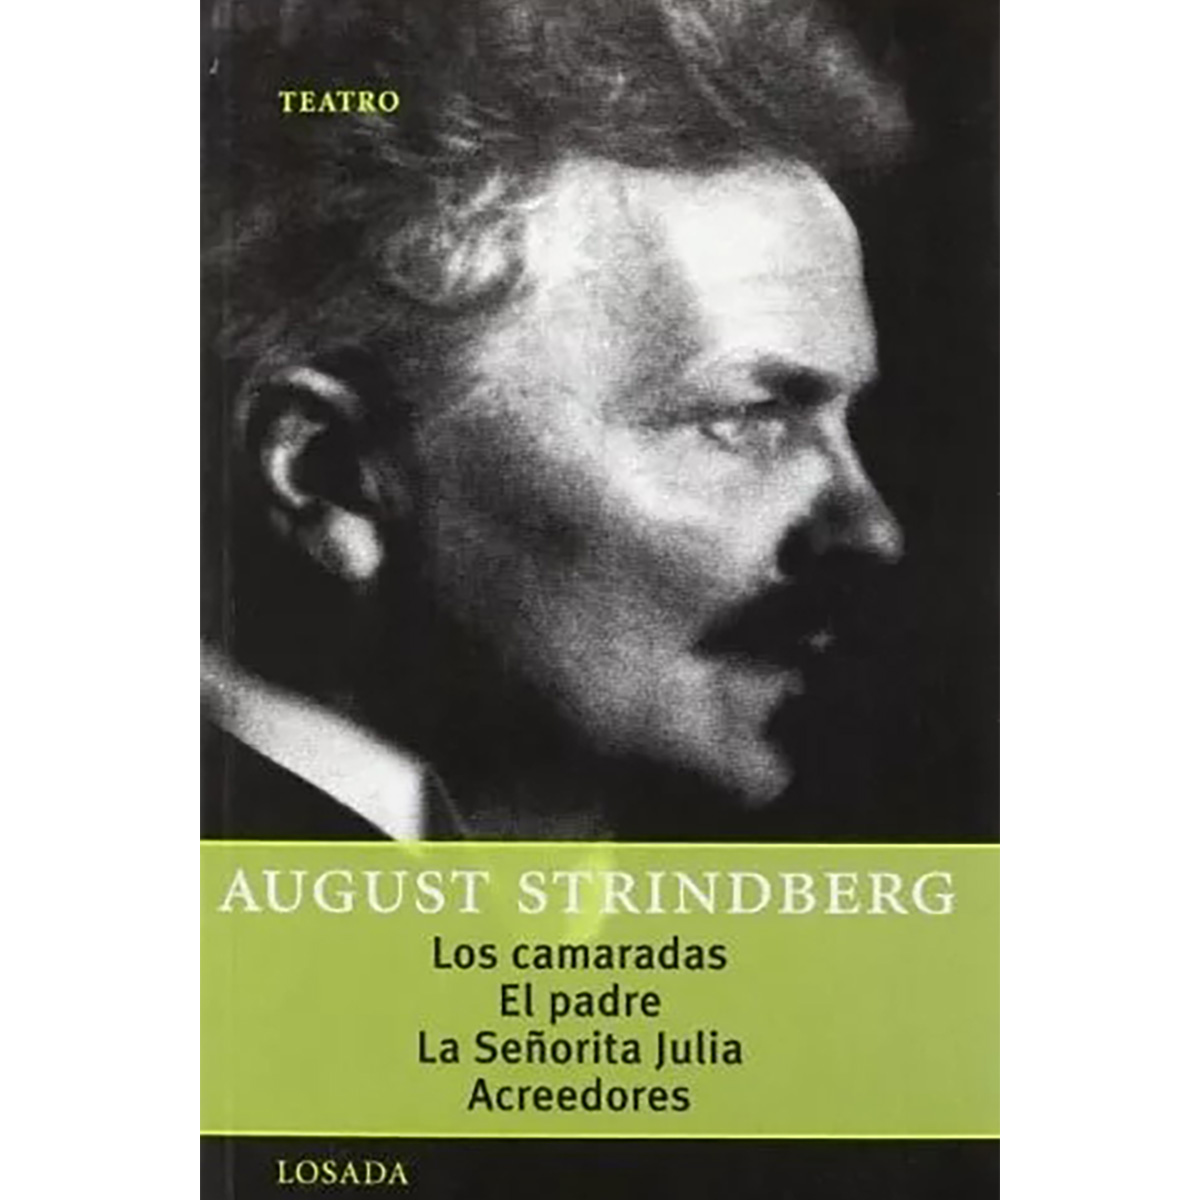 TEATRO
AUGUST STRINDBERG
Los camaradas
El padre
La Señorita Julia
Acreedores
LOSADA